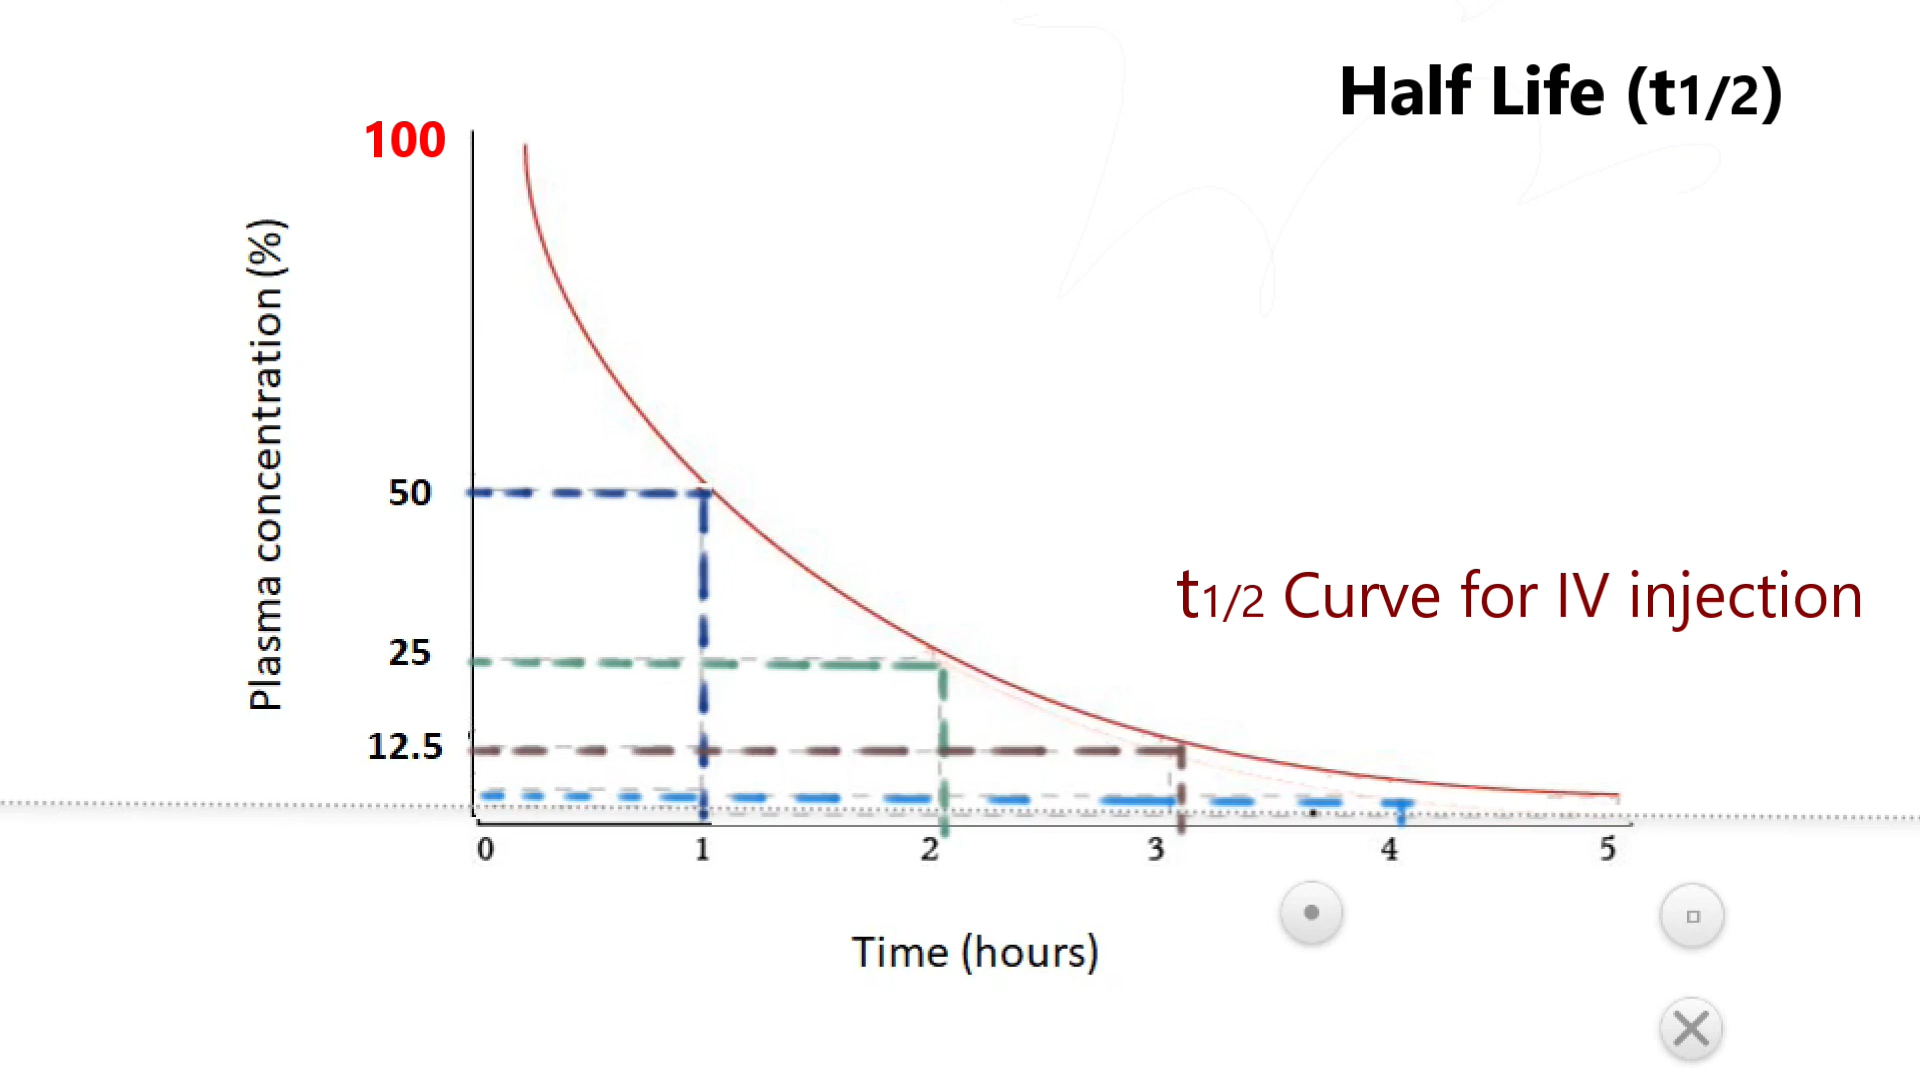 Half Life (t1/2)
100
Plasma concentration (%)
50
t1/2 Curve for IV injection
25
12.5
0 1 2 3 4 5
Time (hours)